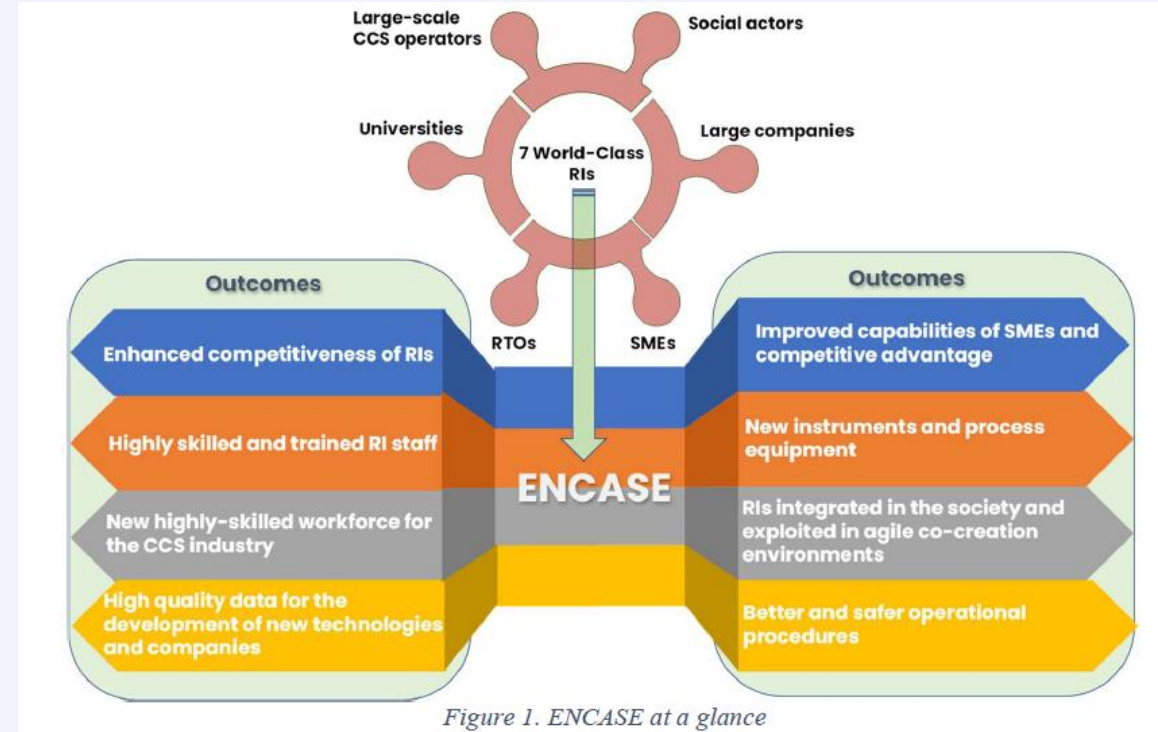 Large-scale
CCS operators
Social actors
Universities
Large companies
7 World-Class
RIs
RTOs
SMEs
Outcomes
Enhanced competitiveness of RIs
Highly skilled and trained RI staff
New highly-skilled workforce for
the CCS industry
High quality data for the
development of new technologies
and companies
ENCASE
Outcomes
Improved capabilities of SMEs and
competitive advantage
New instruments and process
equipment
RIs integrated in the society and
exploited in agile co-creation
environments
Better and safer operational
procedures
Figure 1. ENCASE at a glance